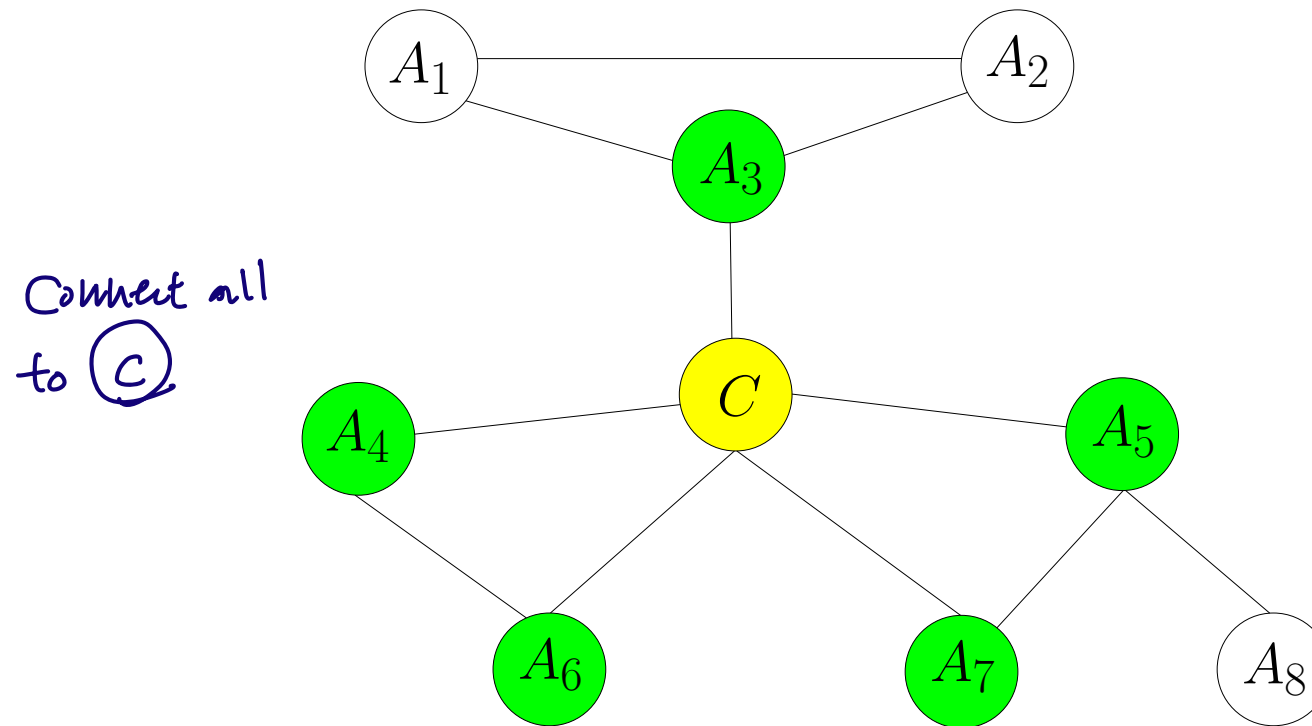 A₁
A₂
A₃
Connect all
to C
C
A₄
A₅
A₆
A₇
A₈